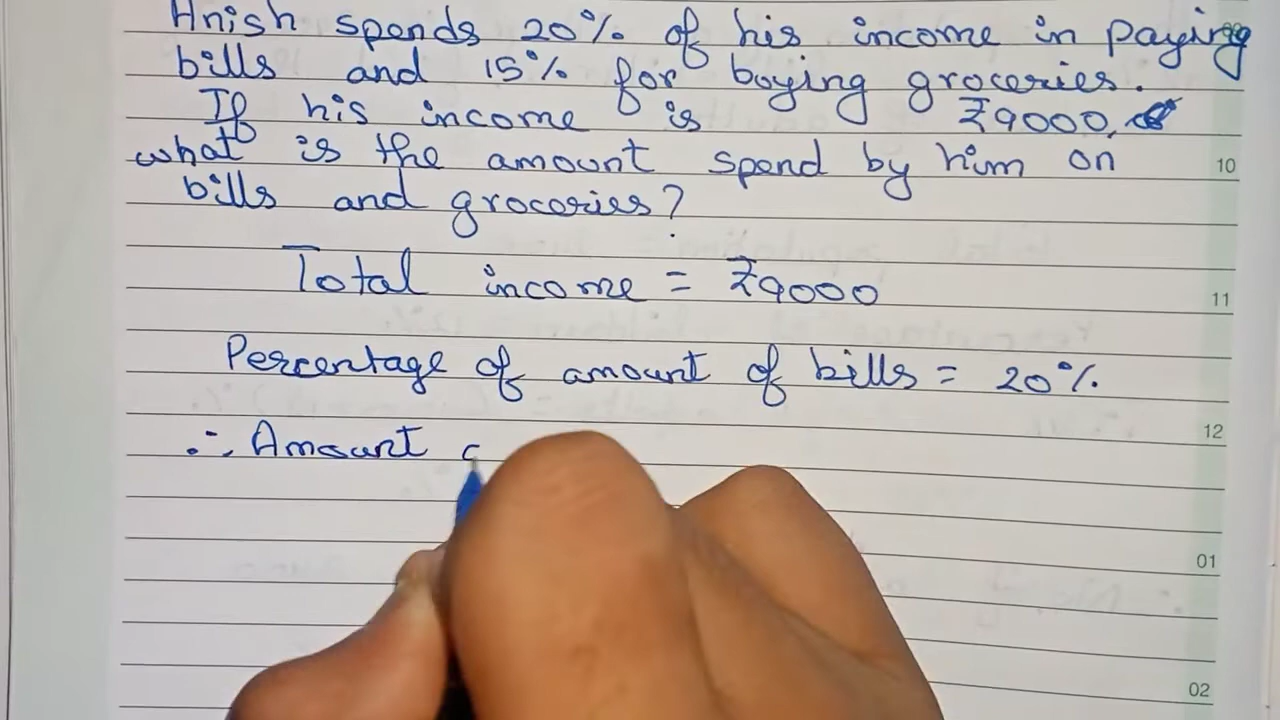 Anish spends 20% of his income in paying
bills and 15% for buying groceries.
If his income is ₹9000,
what is the amount spend by him on
10
bills and groceries?
Total income = ₹9000
11
Percentage of amount of bills = 20%.
12
∴ Amount
01
02